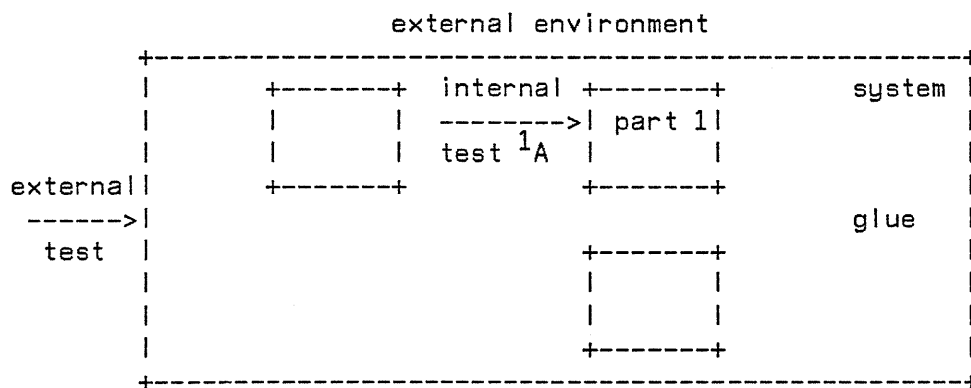 external environment
internal system
part 1
test 1A
external
glue
test